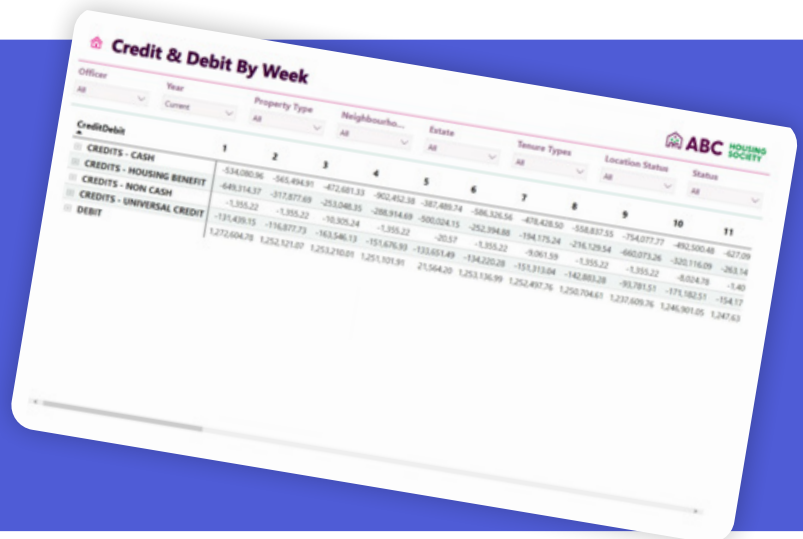 Credit & Debit By Week
ABC HOUSING SOCIETY
Officer Year Property Type Neighbourho... Estate Tenure Types Location Status Status
All Current All All All All All All
CreditDebit 1 2 3 4 5 6 7 8 9 10 11
CREDITS - CASH -534,080.96 -565,494.91 -472,681.33 -902,452.38 -387,489.74 -586,326.56 -478,428.50 -558,837.55 -754,077.77 -492,500.48 -627.09
CREDITS - HOUSING BENEFIT -649,314.37 -317,877.69 -253,048.35 -288,914.69 -500,024.15 -252,394.88 -194,175.24 -216,129.54 -660,073.26 -320,116.09 -263.14
CREDITS - NON CASH -1,355.22 -1,355.22 -10,905.24 -1,355.22 -20.57 -1,355.22 -9,061.59 -1,355.22 -1,355.22 -8,024.78 -1.40
CREDITS - UNIVERSAL CREDIT -131,439.15 -116,877.73 -163,546.13 -151,676.93 -133,651.49 -134,220.28 -151,313.04 -142,883.28 -93,781.51 -171,182.51 -154.17
DEBIT 1,272,604.78 1,252,121.07 1,253,210.01 1,251,101.91 21,564.20 1,253,136.99 1,252,497.76 1,250,704.61 1,237,609.76 1,246,901.05 1,247.63